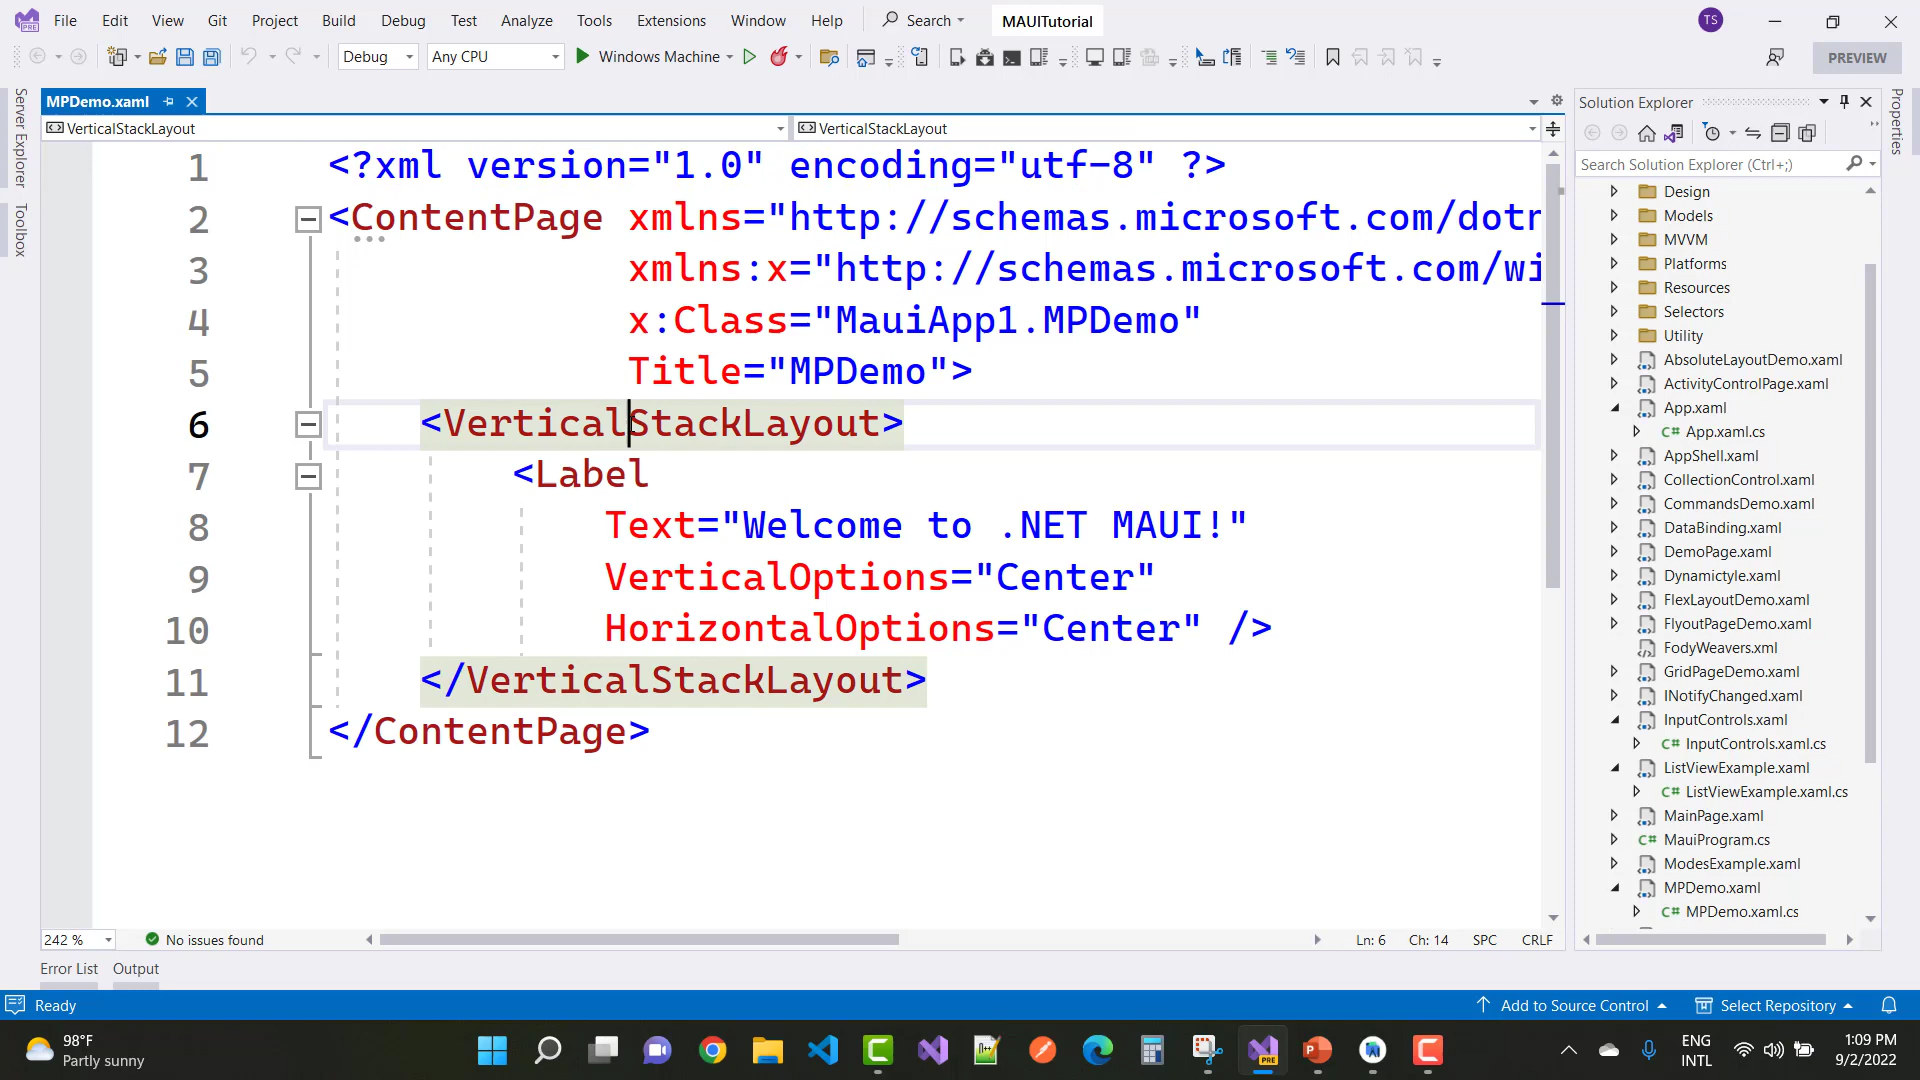 File Edit View Git Project Build Debug Test Analyze Tools Extensions Window Help Search MAUITutorial TS
Debug Any CPU Windows Machine PREVIEW
MPDemo.xaml
VerticalStackLayout VerticalStackLayout
Server Explorer
Toolbox
1 <?xml version="1.0" encoding="utf-8" ?>
2 <ContentPage xmlns="http://schemas.microsoft.com/dotn
3 xmlns:x="http://schemas.microsoft.com/wi
4 x:Class="MauiApp1.MPDemo"
5 Title="MPDemo">
6 <VerticalStackLayout>
7 <Label
8 Text="Welcome to .NET MAUI!"
9 VerticalOptions="Center"
10 HorizontalOptions="Center" />
11 </VerticalStackLayout>
12 </ContentPage>
242 % No issues found Ln: 6 Ch: 14 SPC CRLF
Error List Output
Solution Explorer
Search Solution Explorer (Ctrl+;)
Design
Models
MVVM
Platforms
Resources
Selectors
Utility
AbsoluteLayoutDemo.xaml
ActivityControlPage.xaml
App.xaml
C# App.xaml.cs
AppShell.xaml
CollectionControl.xaml
CommandsDemo.xaml
DataBinding.xaml
DemoPage.xaml
Dynamictyle.xaml
FlexLayoutDemo.xaml
FlyoutPageDemo.xaml
FodyWeavers.xml
GridPageDemo.xaml
INotifyChanged.xaml
InputControls.xaml
C# InputControls.xaml.cs
ListViewExample.xaml
C# ListViewExample.xaml.cs
MainPage.xaml
C# MauiProgram.cs
ModesExample.xaml
MPDemo.xaml
C# MPDemo.xaml.cs
Properties
Ready Add to Source Control Select Repository
98°F
Partly sunny
PRE
ENG
INTL
1:09 PM
9/2/2022